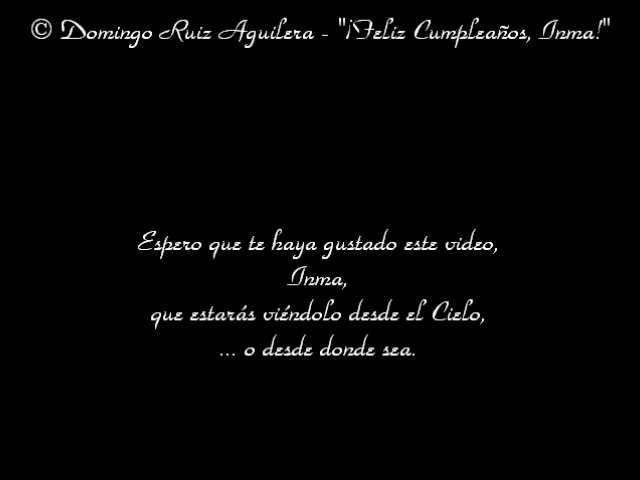 © Domingo Ruiz Aguilera - "¡Feliz Cumpleaños, Inma!"
Espero que te haya gustado este video,
Inma,
que estarás viéndolo desde el Cielo,
... o desde donde sea.